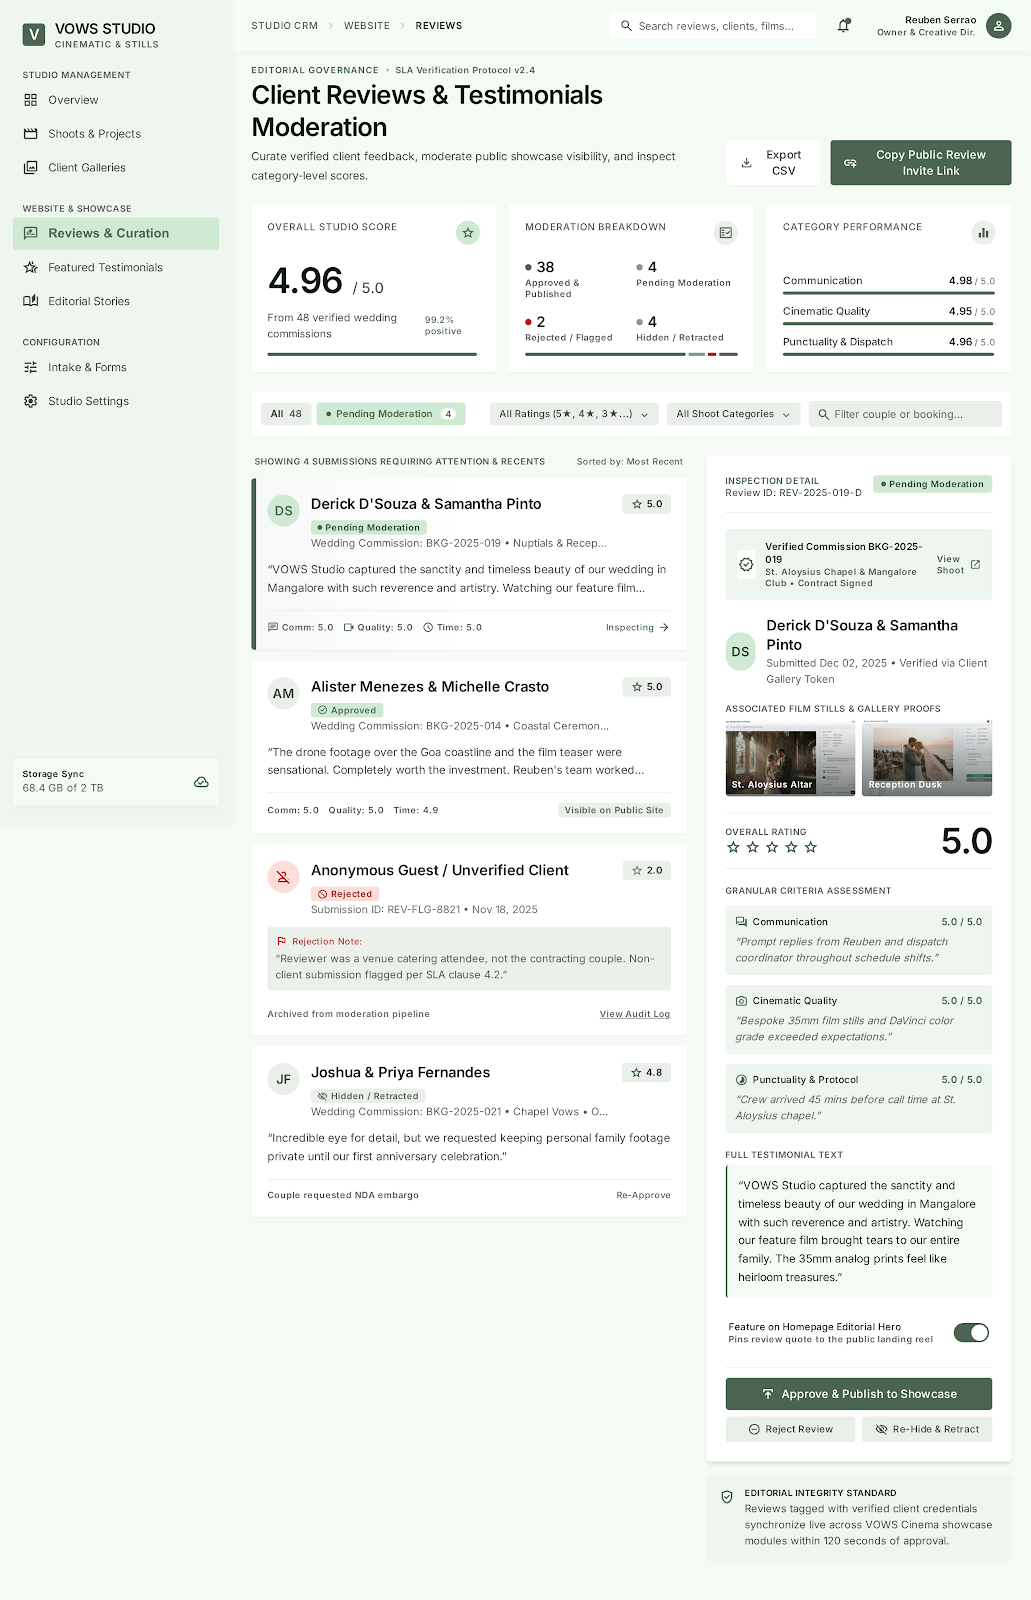 V
VOWS STUDIO
CINEMATIC & STILLS
STUDIO MANAGEMENT
Overview
Shoots & Projects
Client Galleries
WEBSITE & SHOWCASE
Reviews & Curation
Featured Testimonials
Editorial Stories
CONFIGURATION
Intake & Forms
Studio Settings
Storage Sync
68.4 GB of 2 TB
STUDIO CRM > WEBSITE > REVIEWS
Search reviews, clients, films...
Reuben Serrao
Owner & Creative Dir.
EDITORIAL GOVERNANCE • SLA Verification Protocol v2.4
Client Reviews & Testimonials
Moderation
Curate verified client feedback, moderate public showcase visibility, and inspect
category-level scores.
Export
CSV
Copy Public Review
Invite Link
OVERALL STUDIO SCORE
4.96 / 5.0
From 48 verified wedding
commissions
99.2%
positive
MODERATION BREAKDOWN
38
Approved &
Published
4
Pending Moderation
2
Rejected / Flagged
4
Hidden / Retracted
CATEGORY PERFORMANCE
Communication 4.98 / 5.0
Cinematic Quality 4.95 / 5.0
Punctuality & Dispatch 4.96 / 5.0
All 48
Pending Moderation 4
All Ratings (5★, 4★, 3★...)
All Shoot Categories
Filter couple or booking...
SHOWING 4 SUBMISSIONS REQUIRING ATTENTION & RECENTS
Sorted by: Most Recent
DS
Derick D'Souza & Samantha Pinto
5.0
Pending Moderation
Wedding Commission: BKG-2025-019 • Nuptials & Recep...
“VOWS Studio captured the sanctity and timeless beauty of our wedding in
Mangalore with such reverence and artistry. Watching our feature film...
Comm: 5.0 Quality: 5.0 Time: 5.0
Inspecting
AM
Alister Menezes & Michelle Crasto
5.0
Approved
Wedding Commission: BKG-2025-014 • Coastal Ceremon...
“The drone footage over the Goa coastline and the film teaser were
sensational. Completely worth the investment. Reuben's team worked...
Comm: 5.0 Quality: 5.0 Time: 4.9
Visible on Public Site
Anonymous Guest / Unverified Client
2.0
Rejected
Submission ID: REV-FLG-8821 • Nov 18, 2025
Rejection Note:
“Reviewer was a venue catering attendee, not the contracting couple. Non-
client submission flagged per SLA clause 4.2.”
Archived from moderation pipeline
View Audit Log
JF
Joshua & Priya Fernandes
4.8
Hidden / Retracted
Wedding Commission: BKG-2025-021 • Chapel Vows • O...
“Incredible eye for detail, but we requested keeping personal family footage
private until our first anniversary celebration.”
Couple requested NDA embargo
Re-Approve
INSPECTION DETAIL
Review ID: REV-2025-019-D
Pending Moderation
Verified Commission BKG-2025-
019
St. Aloysius Chapel & Mangalore
Club • Contract Signed
View
Shoot
DS
Derick D'Souza & Samantha
Pinto
Submitted Dec 02, 2025 • Verified via Client
Gallery Token
ASSOCIATED FILM STILLS & GALLERY PROOFS
St. Aloysius Altar
Reception Dusk
OVERALL RATING
5.0
GRANULAR CRITERIA ASSESSMENT
Communication 5.0 / 5.0
“Prompt replies from Reuben and dispatch
coordinator throughout schedule shifts.”
Cinematic Quality 5.0 / 5.0
“Bespoke 35mm film stills and DaVinci color
grade exceeded expectations.”
Punctuality & Protocol 5.0 / 5.0
“Crew arrived 45 mins before call time at St.
Aloysius chapel.”
FULL TESTIMONIAL TEXT
“VOWS Studio captured the sanctity and
timeless beauty of our wedding in Mangalore
with such reverence and artistry. Watching
our feature film brought tears to our entire
family. The 35mm analog prints feel like
heirloom treasures.”
Feature on Homepage Editorial Hero
Pins review quote to the public landing reel
Approve & Publish to Showcase
Reject Review
Re-Hide & Retract
EDITORIAL INTEGRITY STANDARD
Reviews tagged with verified client credentials
synchronize live across VOWS Cinema showcase
modules within 120 seconds of approval.